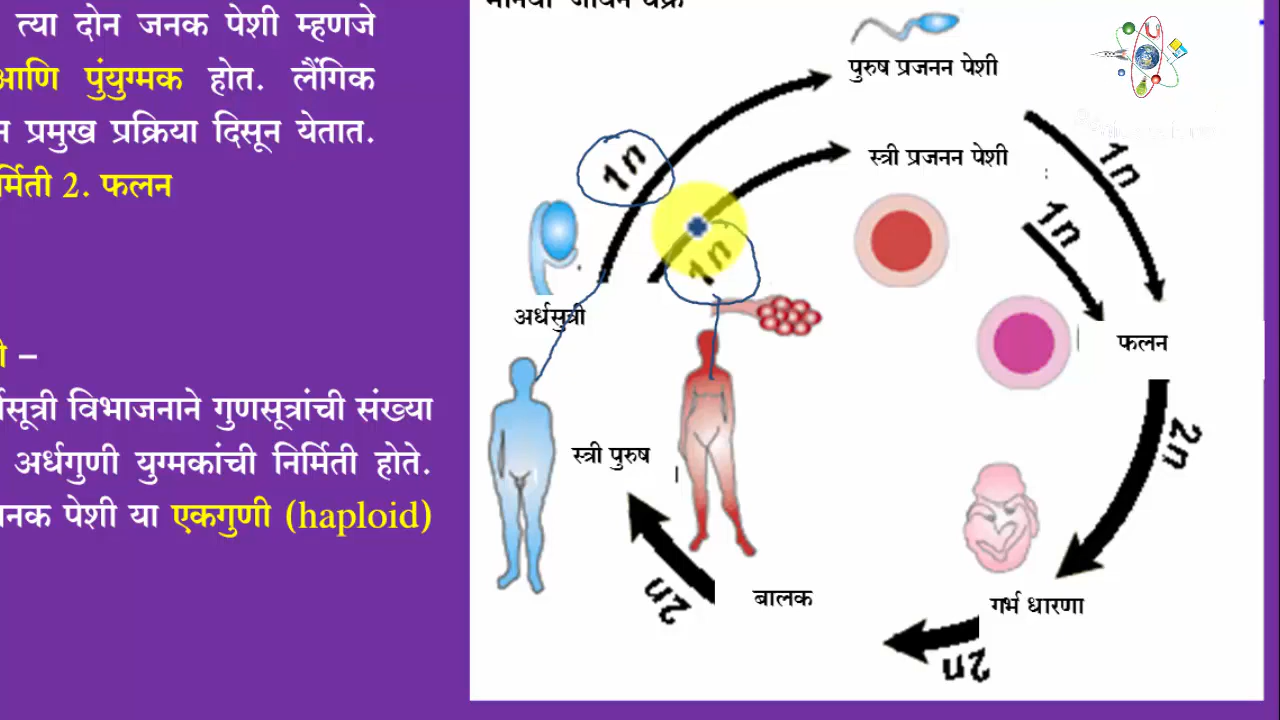 त्या दोन जनक पेशी म्हणजे
आणि पुंयुग्मक होत. लैंगिक
प्रमुख प्रक्रिया दिसून येतात.
2. फलन
–
विभाजनाने गुणसूत्रांची संख्या
अर्धगुणी युग्मकांची निर्मिती होते.
पेशी या एकगुणी (haploid)
पुरुष प्रजनन पेशी
स्त्री प्रजनन पेशी
1n
1n
1n
1n
अर्धसुत्री
फलन
2n
स्त्री पुरुष
बालक
गर्भ धारणा
2n
2n